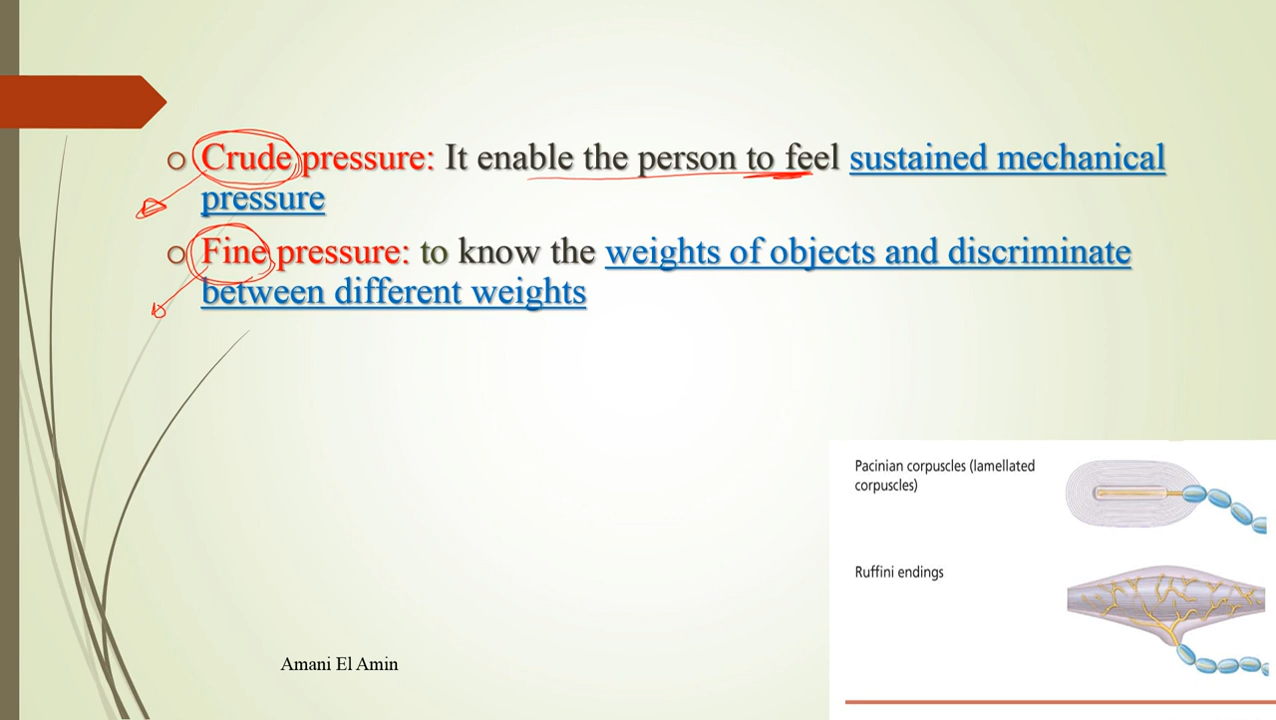 o Crude pressure: It enable the person to feel sustained mechanical
pressure
o Fine pressure: to know the weights of objects and discriminate
between different weights
Pacinian corpuscles (lamellated
corpuscles)
Ruffini endings
Amani El Amin